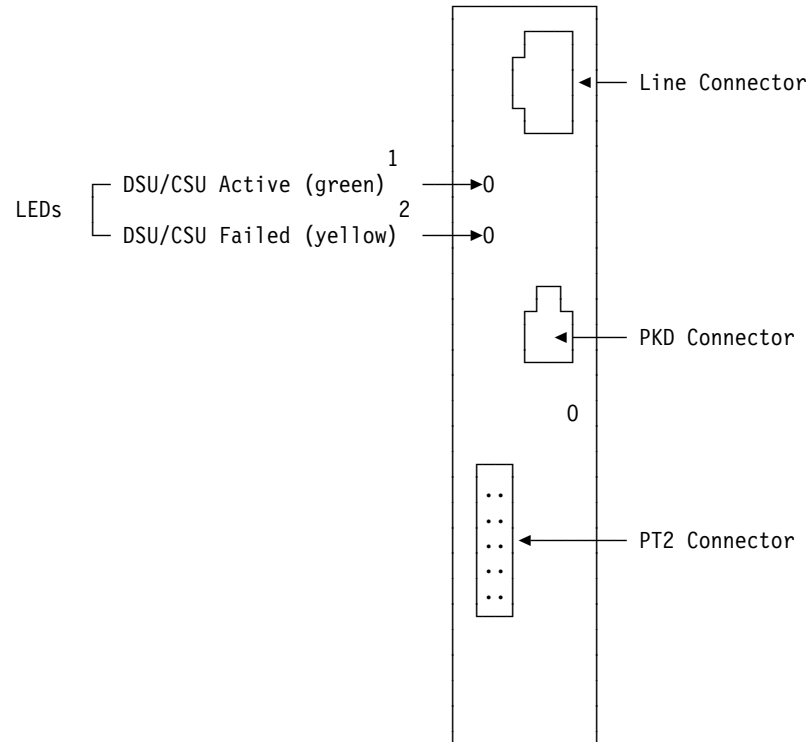 Line Connector
1
DSU/CSU Active (green) 0
LEDs
2
DSU/CSU Failed (yellow) 0
PKD Connector
0
PT2 Connector